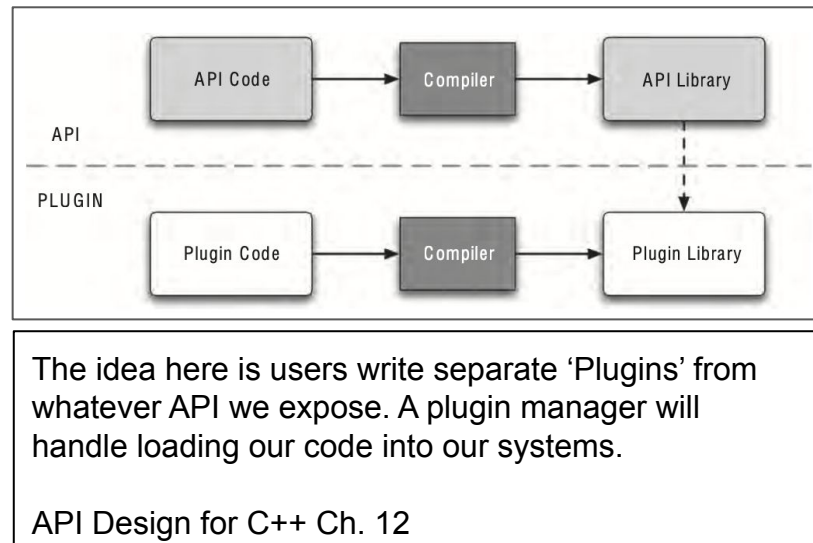 API Code
Compiler
API Library
API
PLUGIN
Plugin Code
Compiler
Plugin Library
The idea here is users write separate ‘Plugins’ from
whatever API we expose. A plugin manager will
handle loading our code into our systems.
API Design for C++ Ch. 12